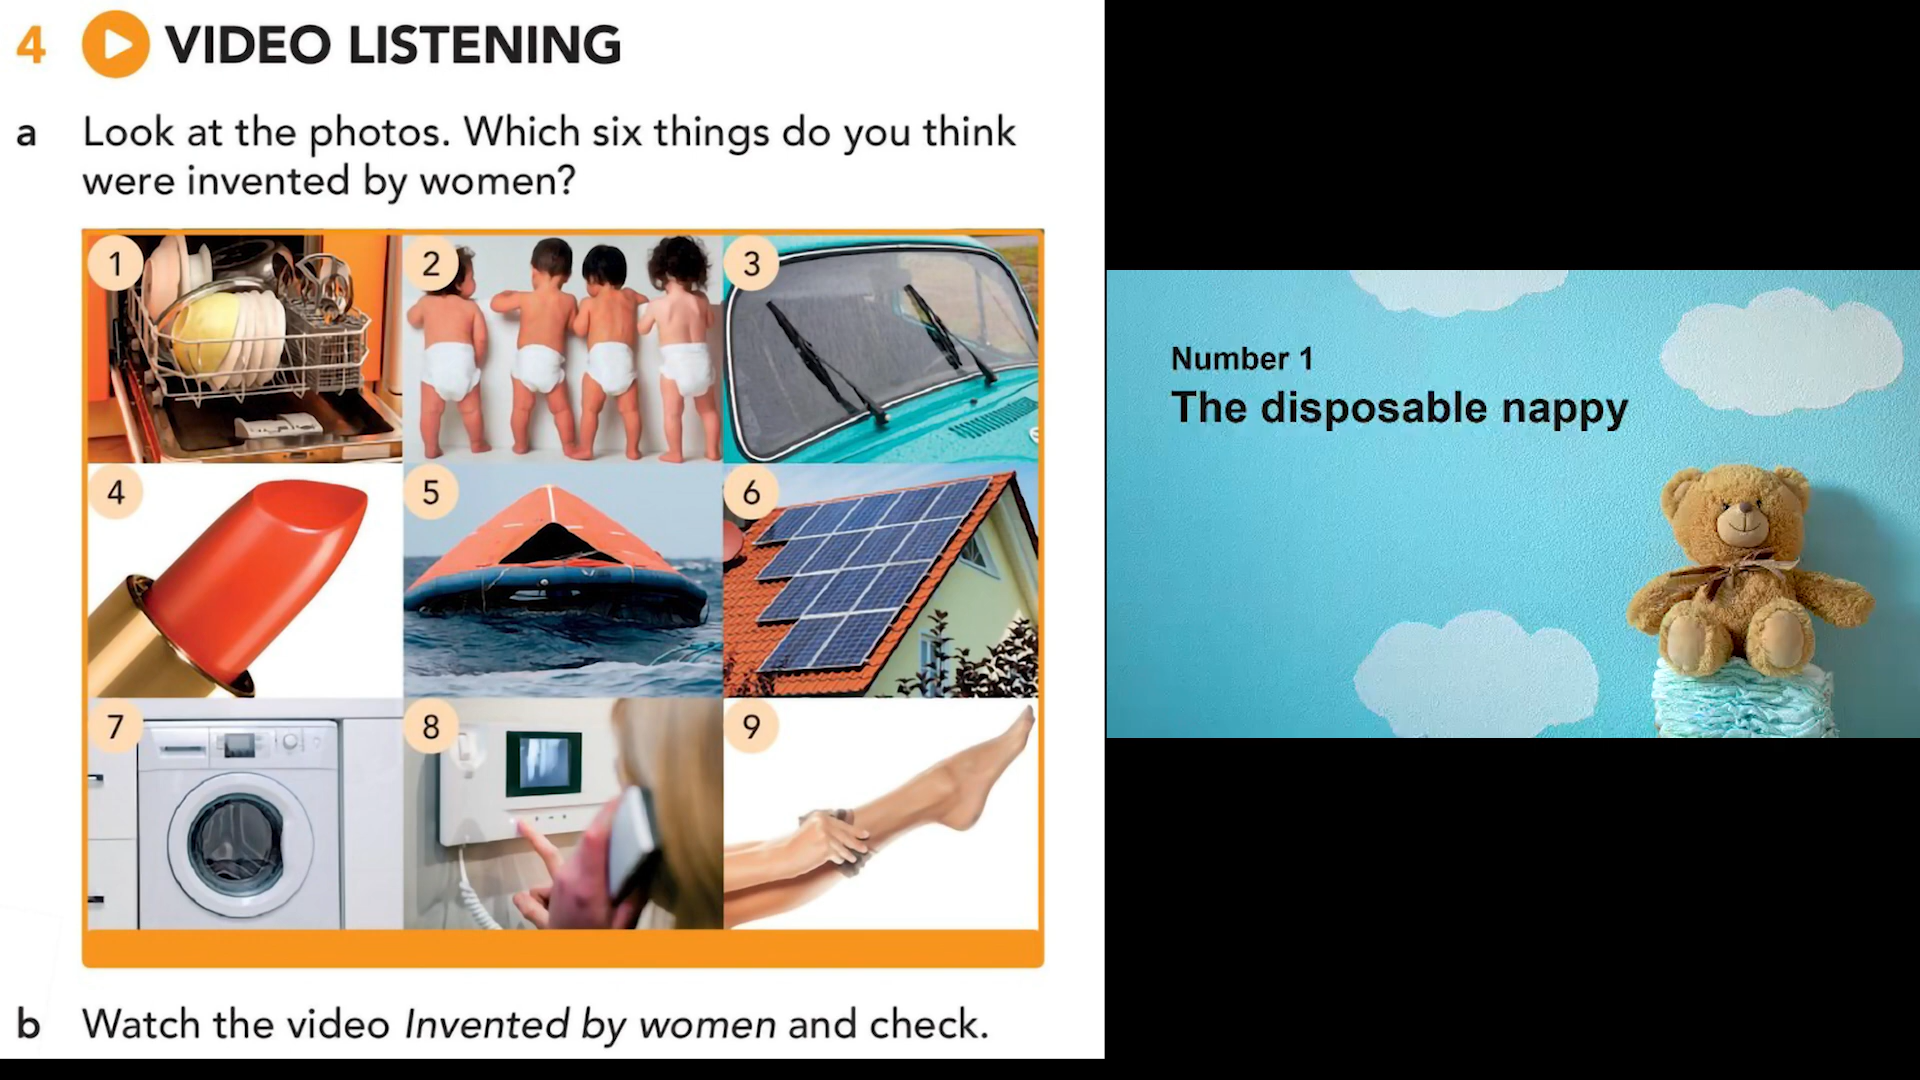 4 VIDEO LISTENING
a Look at the photos. Which six things do you think
were invented by women?
1
2
3
4
5
6
7
8
9
b Watch the video Invented by women and check.
Number 1
The disposable nappy